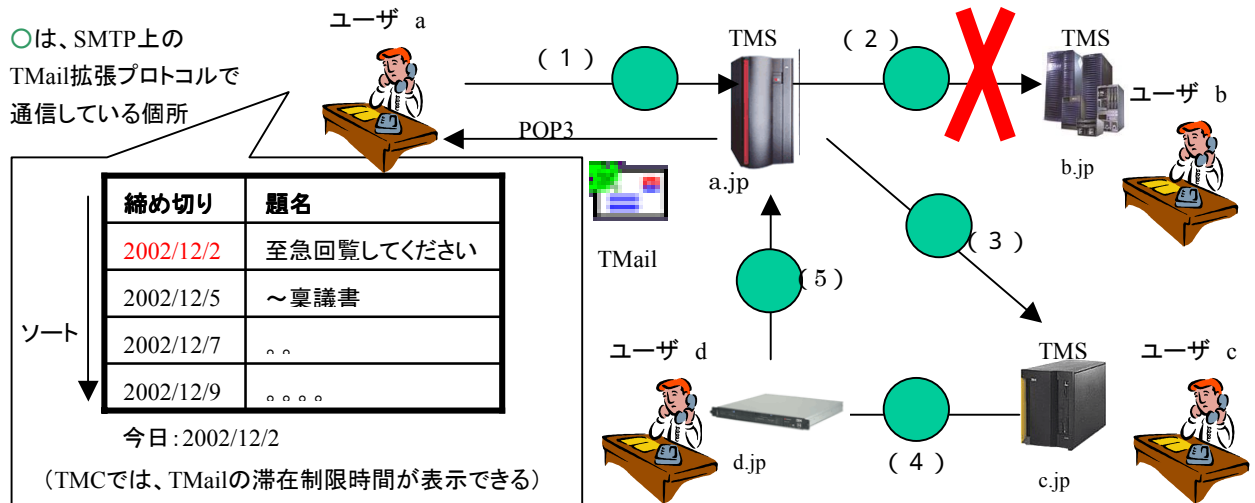 ○は、SMTP上の
TMail拡張プロトコルで
通信している個所
ユーザ a
(1)
TMS
(2)
TMS
ユーザ b
POP3
a.jp
b.jp
TMail
(3)
(5)
締め切り 題名
2002/12/2 至急回覧してください
2002/12/5 ～稟議書
2002/12/7 。。
2002/12/9 。。。。
ソート
今日:2002/12/2
(TMCでは、TMailの滞在制限時間が表示できる)
ユーザ d
TMS
ユーザ c
d.jp
(4)
c.jp